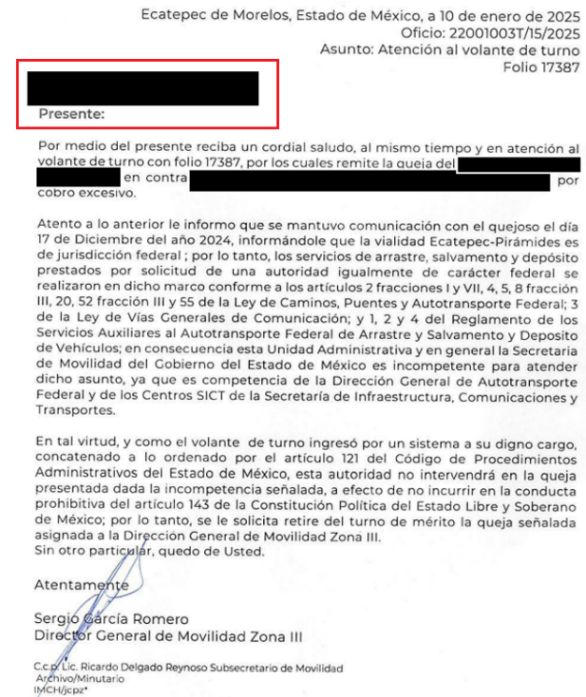 Ecatepec de Morelos, Estado de México, a 10 de enero de 2025
Oficio: 22001003T/15/2025
Asunto: Atención al volante de turno
Folio 17387
Presente:
Por medio del presente reciba un cordial saludo, al mismo tiempo y en atención al
volante de turno con folio 17387, por los cuales remite la queja del
en contra por
cobro excesivo.
Atento a lo anterior le informo que se mantuvo comunicación con el quejoso el día
17 de Diciembre del año 2024, informándole que la vialidad Ecatepec-Pirámides es
de jurisdicción federal ; por lo tanto, los servicios de arrastre, salvamento y depósito
prestados por solicitud de una autoridad igualmente de carácter federal se
realizaron en dicho marco conforme a los artículos 2 fracciones I y VII, 4, 5, 8 fracción
III, 20, 52 fracción III y 55 de la Ley de Caminos, Puentes y Autotransporte Federal; 3
de la Ley de Vías Generales de Comunicación; y 1, 2 y 4 del Reglamento de los
Servicios Auxiliares al Autotransporte Federal de Arrastre y Salvamento y Deposito
de Vehículos; en consecuencia esta Unidad Administrativa y en general la Secretaria
de Movilidad del Gobierno del Estado de México es incompetente para atender
dicho asunto, ya que es competencia de la Dirección General de Autotransporte
Federal y de los Centros SICT de la Secretaría de Infraestructura, Comunicaciones y
Transportes.
En tal virtud, y como el volante de turno ingresó por un sistema a su digno cargo,
concatenado a lo ordenado por el artículo 121 del Código de Procedimientos
Administrativos del Estado de México, esta autoridad no intervendrá en la queja
presentada dada la incompetencia señalada, a efecto de no incurrir en la conducta
prohibitiva del artículo 143 de la Constitución Política del Estado Libre y Soberano
de México; por lo tanto, se le solicita retire del turno de mérito la queja señalada
asignada a la Dirección General de Movilidad Zona III.
Sin otro particular, quedo de Usted.
Atentamente
Sergio García Romero
Director General de Movilidad Zona III
C.c.p. Lic. Ricardo Delgado Reynoso Subsecretario de Movilidad
Archivo/Minutario
IMCH/jcpz*